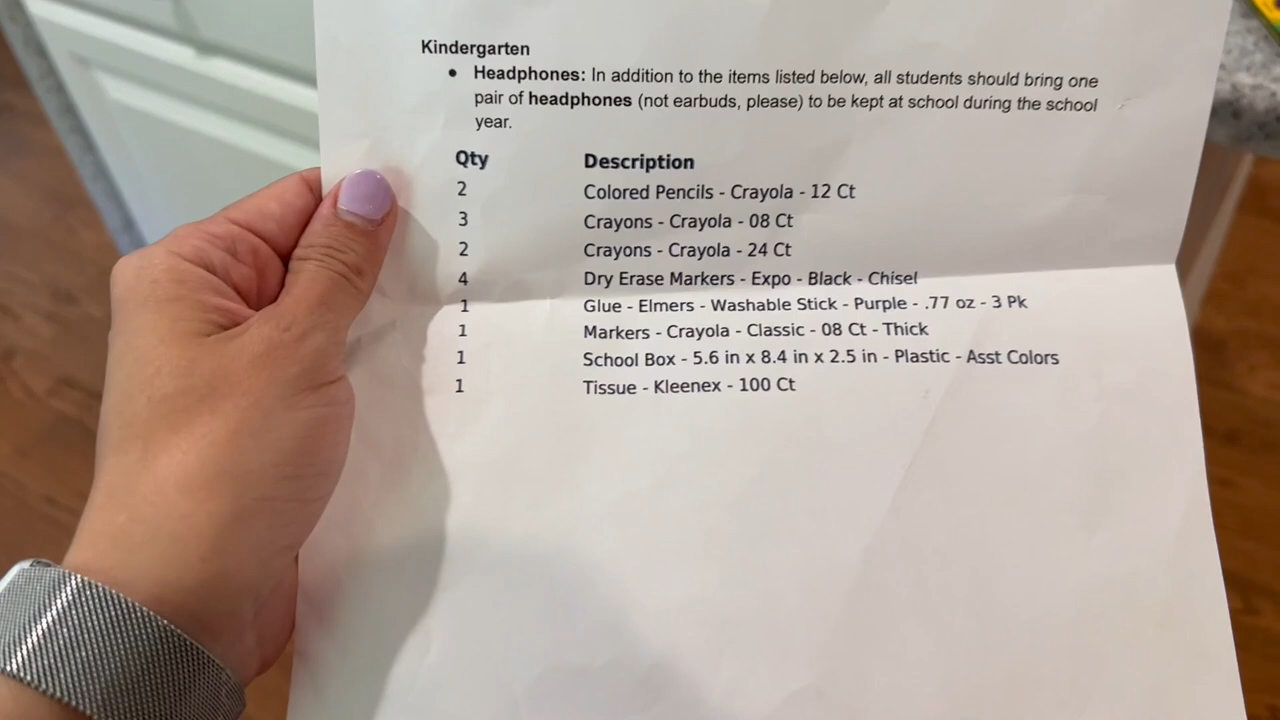 Kindergarten
• Headphones: In addition to the items listed below, all students should bring one
pair of headphones (not earbuds, please) to be kept at school during the school
year.
Qty Description
2 Colored Pencils - Crayola - 12 Ct
3 Crayons - Crayola - 08 Ct
2 Crayons - Crayola - 24 Ct
4 Dry Erase Markers - Expo - Black - Chisel
1 Glue - Elmers - Washable Stick - Purple - .77 oz - 3 Pk
1 Markers - Crayola - Classic - 08 Ct - Thick
1 School Box - 5.6 in x 8.4 in x 2.5 in - Plastic - Asst Colors
1 Tissue - Kleenex - 100 Ct